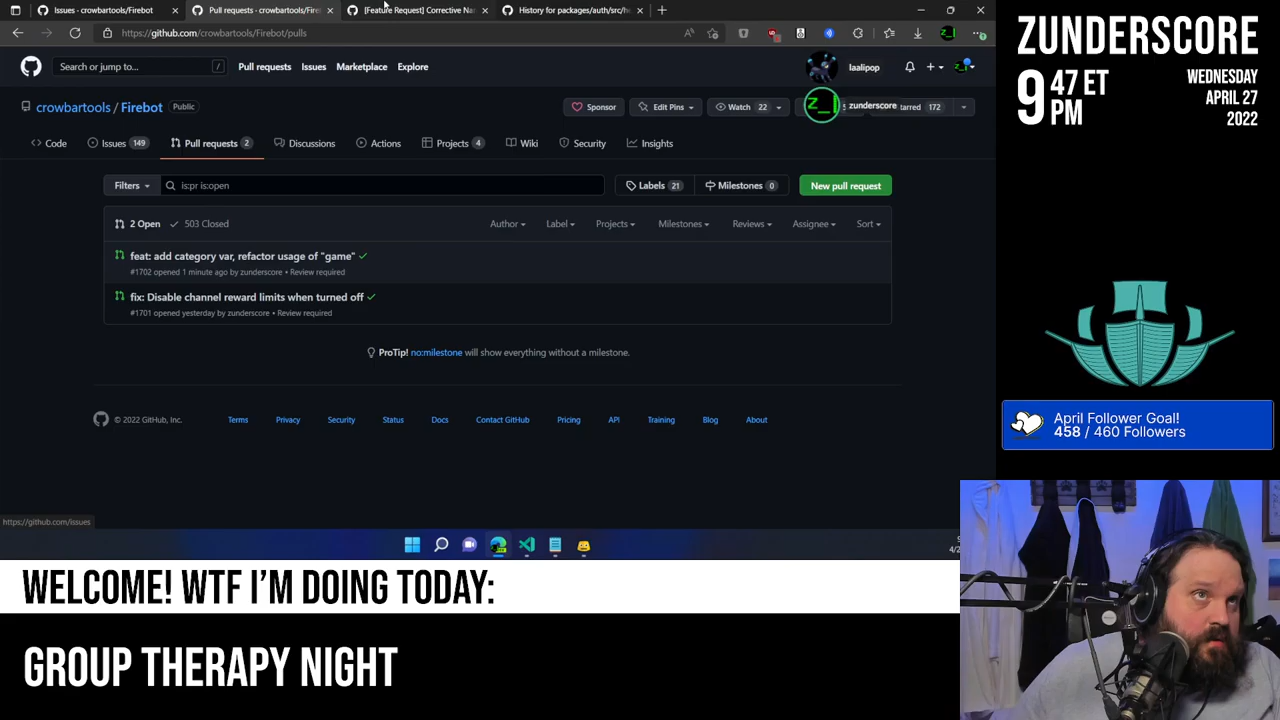 Issues · crowbartools/Firebot
Pull requests · crowbartools/Fire
[Feature Request] Corrective Na
History for packages/auth/src/he
https://github.com/crowbartools/Firebot/pulls
Search or jump to...
/
Pull requests
Issues
Marketplace
Explore
laalipop
crowbartools / Firebot
Public
Sponsor
Edit Pins
Watch 22
zunderscore
tarred 172
Code
Issues 149
Pull requests 2
Discussions
Actions
Projects 4
Wiki
Security
Insights
Filters
is:pr is:open
Labels 21
Milestones 0
New pull request
2 Open
503 Closed
Author
Label
Projects
Milestones
Reviews
Assignee
Sort
feat: add category var, refactor usage of "game"
#1702 opened 1 minute ago by zunderscore • Review required
fix: Disable channel reward limits when turned off
#1701 opened yesterday by zunderscore • Review required
ProTip! no:milestone will show everything without a milestone.
© 2022 GitHub, Inc.
Terms
Privacy
Security
Status
Docs
Contact GitHub
Pricing
API
Training
Blog
About
https://github.com/issues
ZUNDERSCORE
9 47 ET PM
WEDNESDAY
APRIL 27
2022
April Follower Goal!
458 / 460 Followers
WELCOME! WTF I'M DOING TODAY:
GROUP THERAPY NIGHT